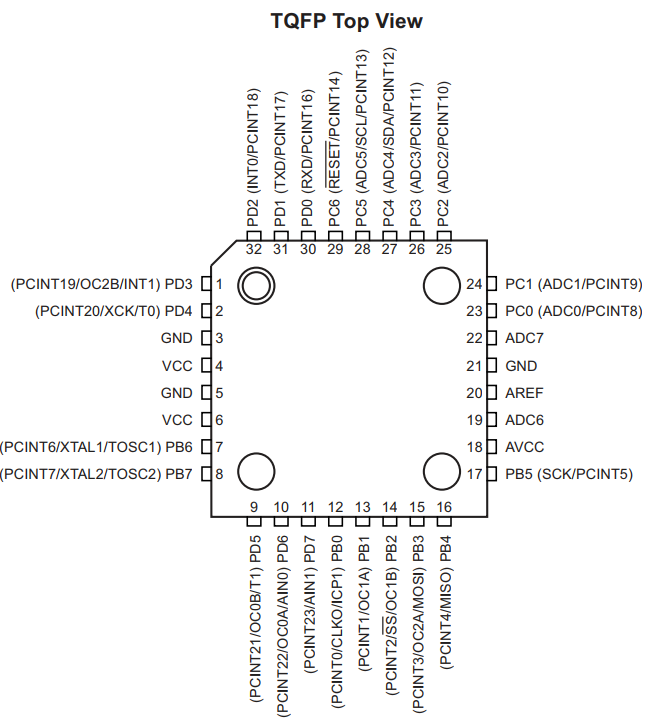 TQFP Top View
PD2 (INT0/PCINT18)
PD1 (TXD/PCINT17)
PD0 (RXD/PCINT16)
PC6 (RESET/PCINT14)
PC5 (ADC5/SCL/PCINT13)
PC4 (ADC4/SDA/PCINT12)
PC3 (ADC3/PCINT11)
PC2 (ADC2/PCINT10)
32 31 30 29 28 27 26 25
(PCINT19/OC2B/INT1) PD3 1
(PCINT20/XCK/T0) PD4 2
GND 3
VCC 4
GND 5
VCC 6
(PCINT6/XTAL1/TOSC1) PB6 7
(PCINT7/XTAL2/TOSC2) PB7 8
24 PC1 (ADC1/PCINT9)
23 PC0 (ADC0/PCINT8)
22 ADC7
21 GND
20 AREF
19 ADC6
18 AVCC
17 PB5 (SCK/PCINT5)
9 10 11 12 13 14 15 16
(PCINT21/OC0B/T1) PD5
(PCINT22/OC0A/AIN0) PD6
(PCINT23/AIN1) PD7
(PCINT0/CLKO/ICP1) PB0
(PCINT1/OC1A) PB1
(PCINT2/SS/OC1B) PB2
(PCINT3/OC2A/MOSI) PB3
(PCINT4/MISO) PB4